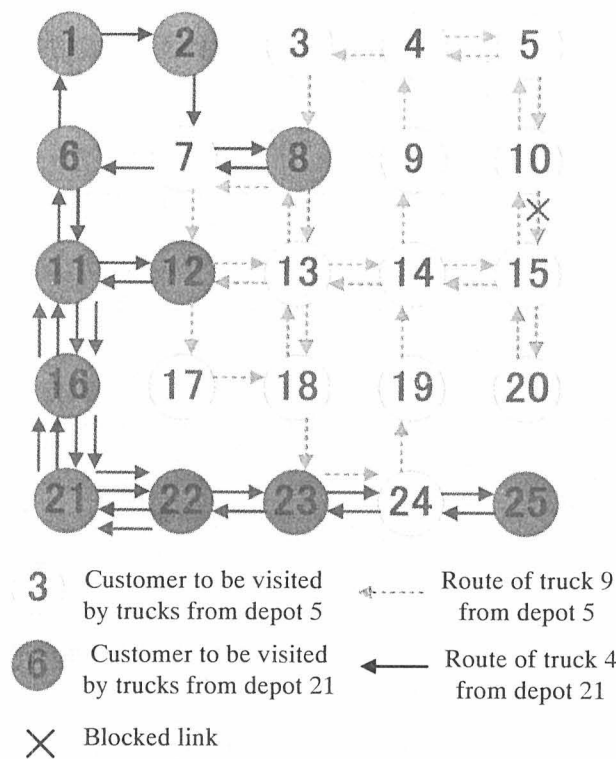 1 2 3 4 5
6 7 8 9 10
11 12 13 14 15
16 17 18 19 20
21 22 23 24 25
3 Customer to be visited
by trucks from depot 5
Route of truck 9
from depot 5
6 Customer to be visited
by trucks from depot 21
Route of truck 4
from depot 21
Blocked link